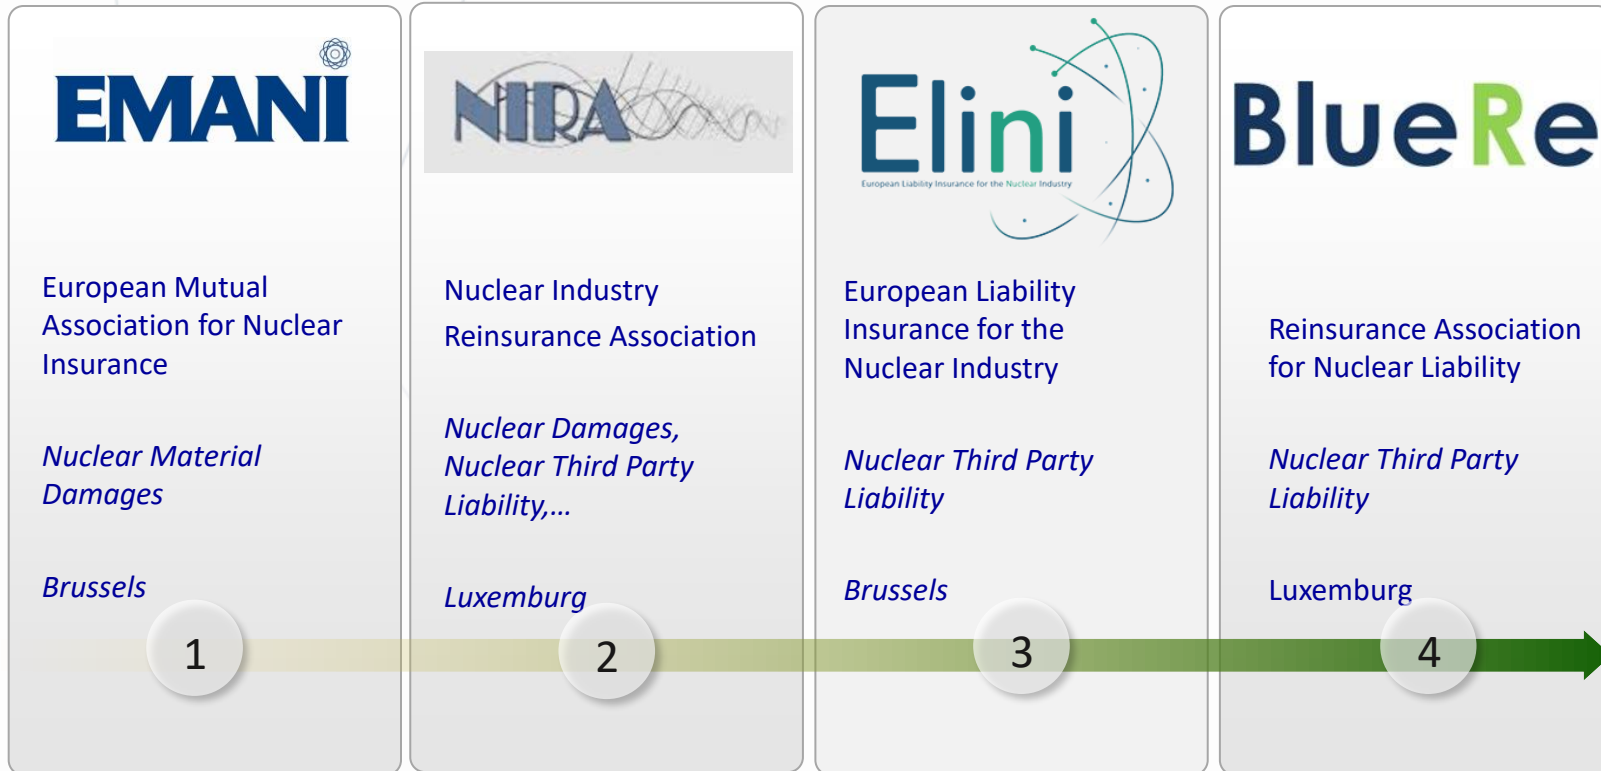 EMANI
European Mutual
Association for Nuclear
Insurance
Nuclear Material
Damages
Brussels
1
NIRA
Nuclear Industry
Reinsurance Association
Nuclear Damages,
Nuclear Third Party
Liability,...
Luxemburg
2
Elini
European Liability Insurance for the Nuclear Industry
European Liability
Insurance for the
Nuclear Industry
Nuclear Third Party
Liability
Brussels
3
BlueRe
Reinsurance Association
for Nuclear Liability
Nuclear Third Party
Liability
Luxemburg
4